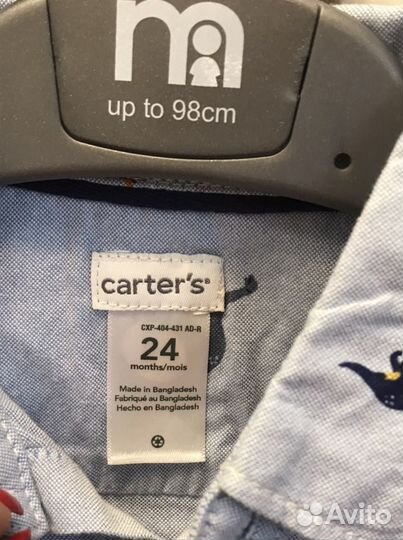 m
up to 98cm
carter's®
CXP-404-431 AD-R
24
months/mois
Made in Bangladesh
Fabriqué au Bangladesh
Hecho en Bangladesh
Avito